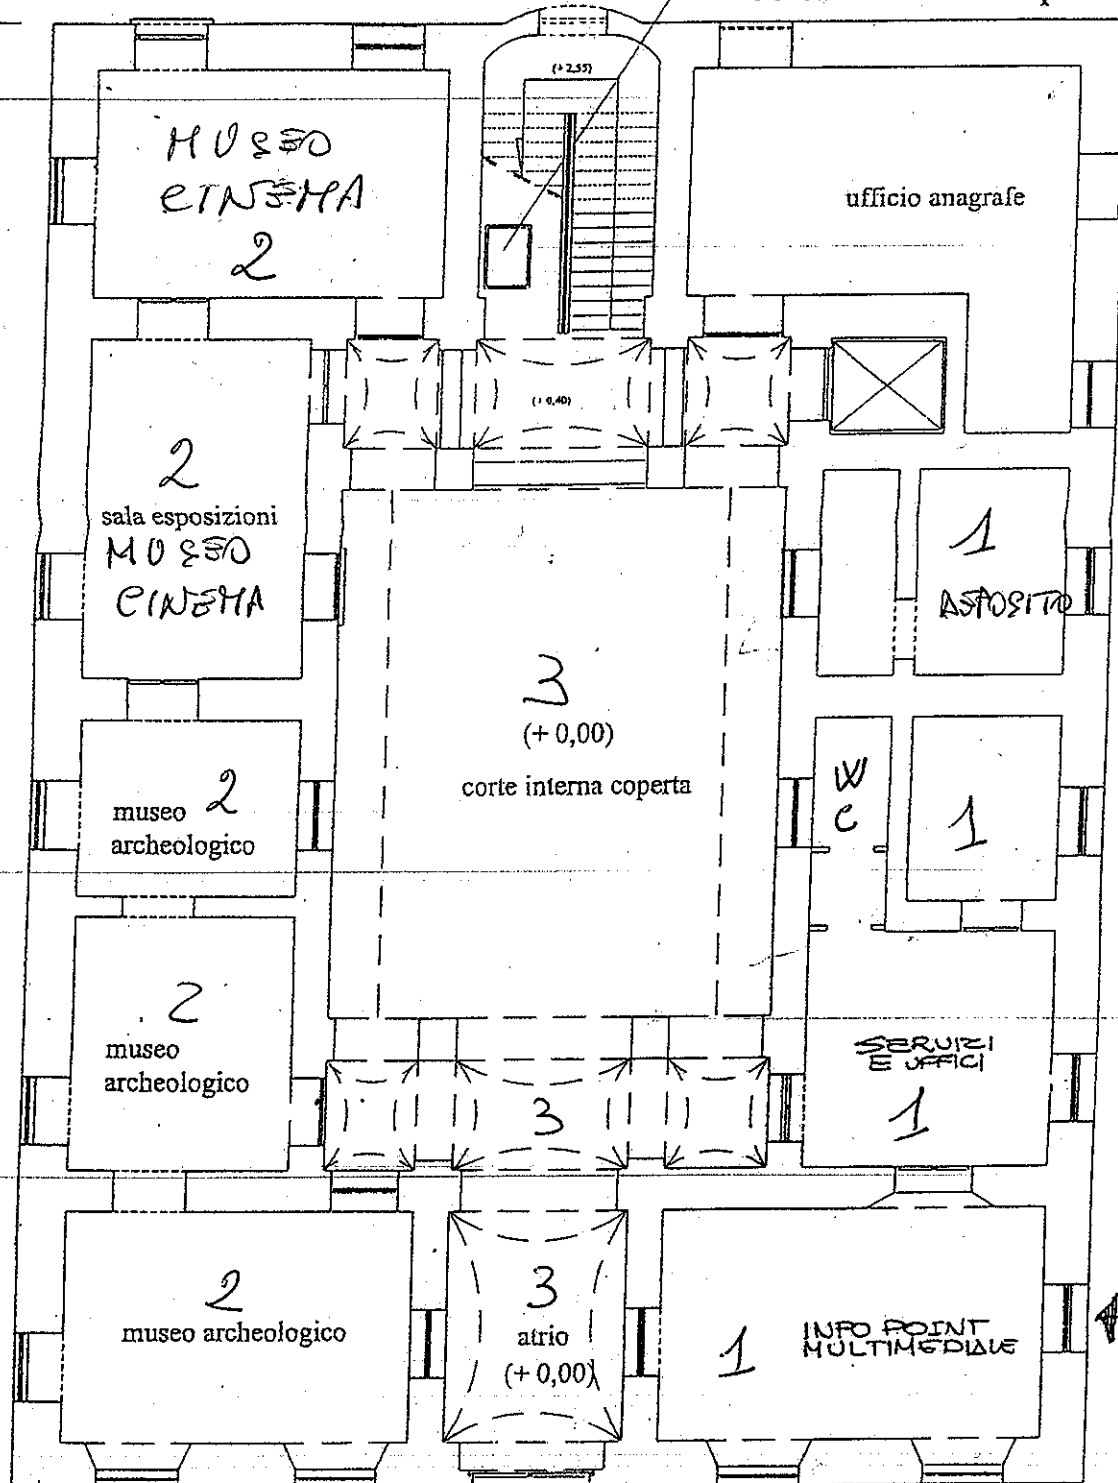 (+ 2,55)
MUSEO
CINEMA
2
ufficio anagrafe
(+ 0,40)
2
sala esposizioni
MUSEO
CINEMA
1
DEPOSITO
3
(+ 0,00)
corte interna coperta
museo 2
archeologico
WC
1
2
museo
archeologico
SERVIZI
E UFFICI
1
3
2
museo archeologico
3
atrio
(+ 0,00)
1
INFO POINT
MULTIMEDIALE